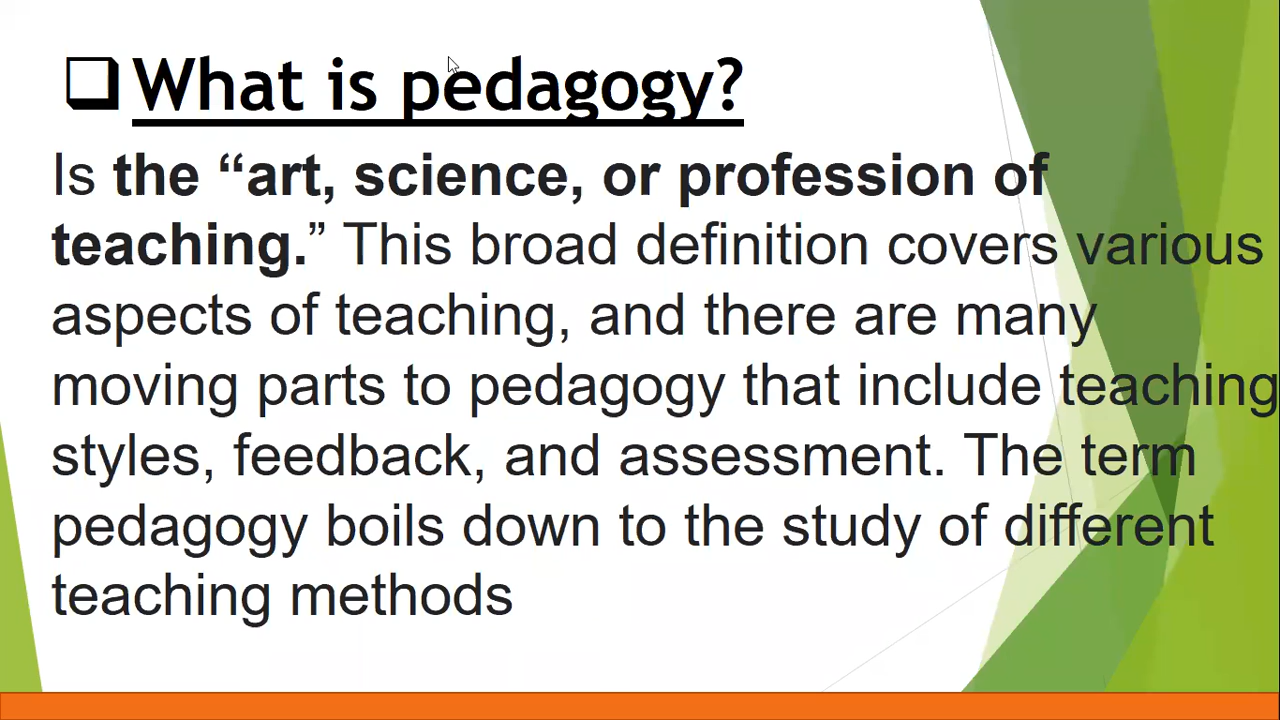 ❑ What is pedagogy?
Is the “art, science, or profession of
teaching.” This broad definition covers various
aspects of teaching, and there are many
moving parts to pedagogy that include teaching
styles, feedback, and assessment. The term
pedagogy boils down to the study of different
teaching methods